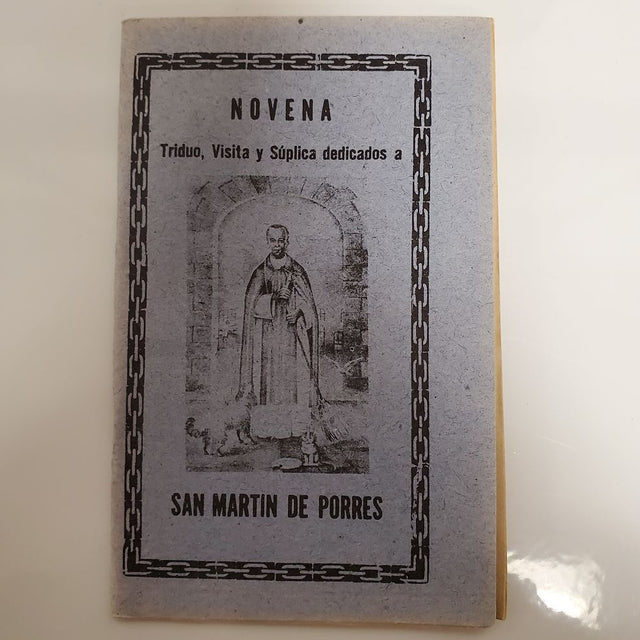 NOVENA
Triduo, Visita y Súplica dedicados a
SAN MARTIN DE PORRES